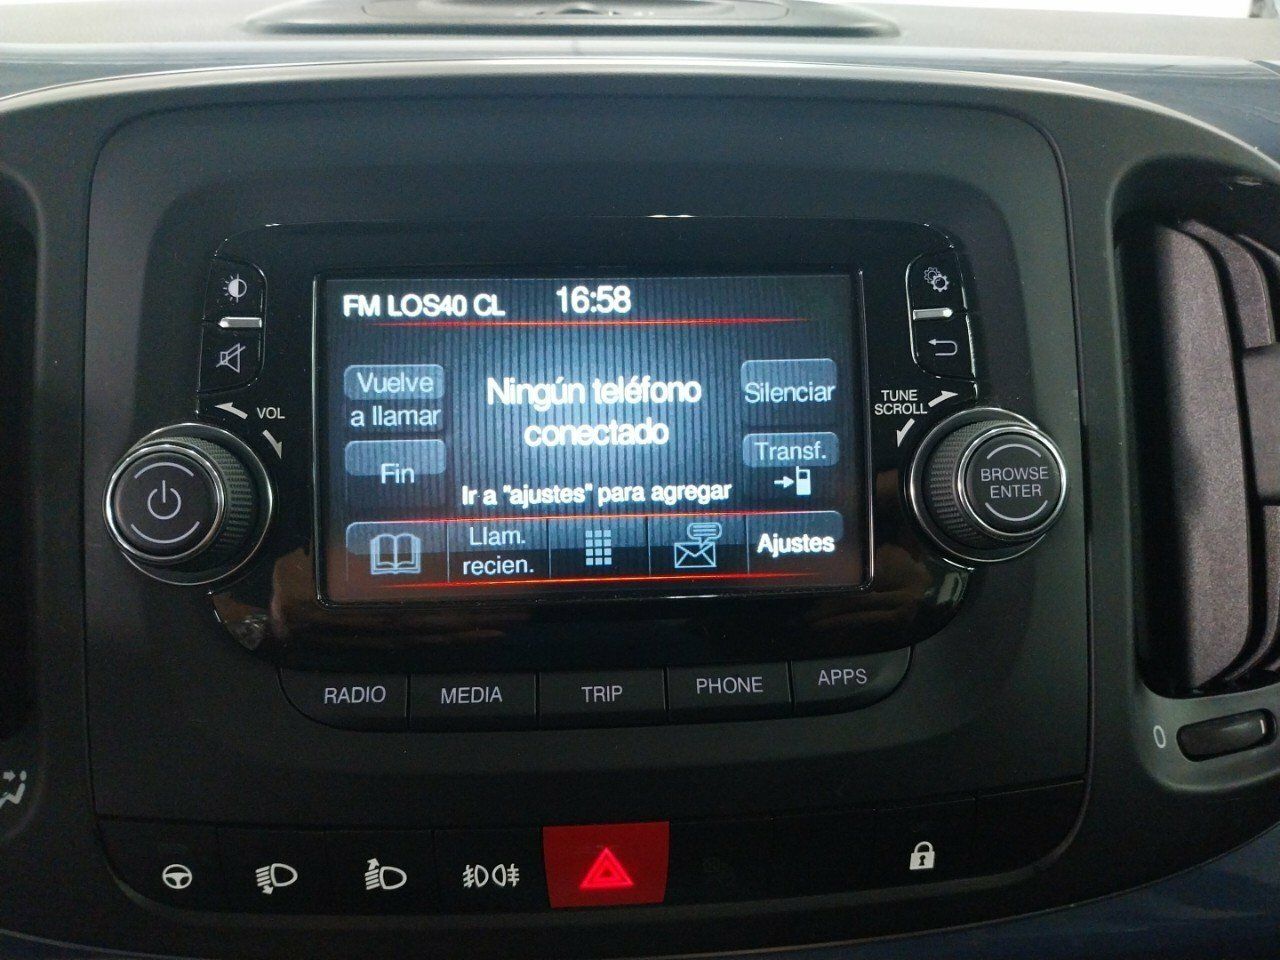 FM LOS40 CL 16:58
Vuelve
a llamar
Ningún teléfono
conectado
Silenciar
Fin
Transf.
Ir a "ajustes" para agregar
Llam.
recien.
Ajustes
VOL
TUNE
SCROLL
BROWSE
ENTER
RADIO MEDIA TRIP PHONE APPS
0